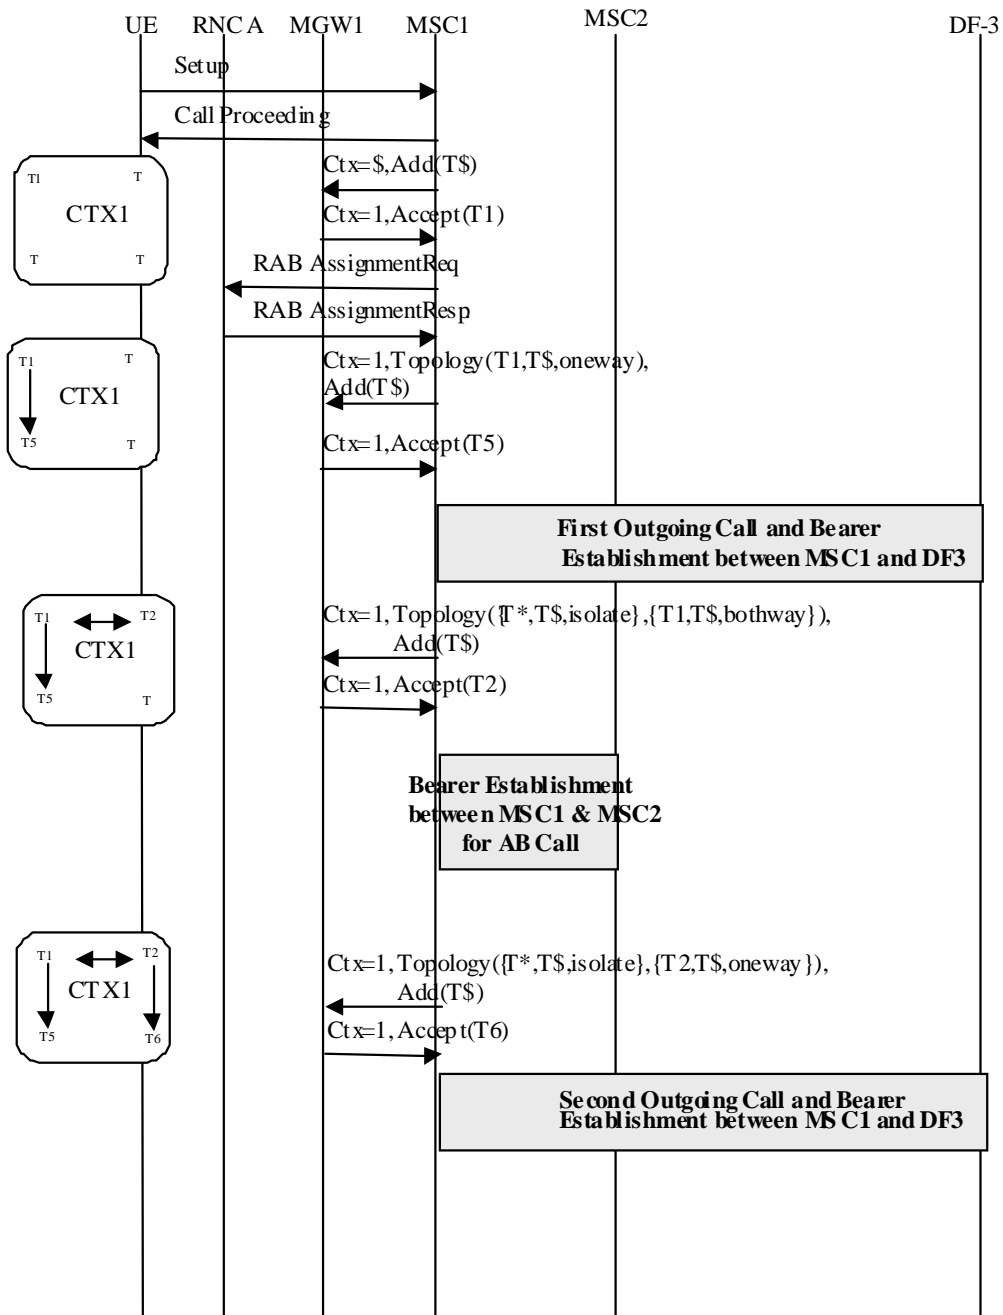 UE RNC A MGW1 MSC1 MSC2 DF-3
Setup
Call Proceeding
Ctx=$,Add(T$)
T1 T
CTX1
T T
Ctx=1,Accept(T1)
RAB AssignmentReq
RAB AssignmentResp
Ctx=1,Topology(T1,T$,oneway),
Add(T$)
T1 T
CTX1
T5 T
Ctx=1,Accept(T5)
First Outgoing Call and Bearer
Establishment between MSC1 and DF3
Ctx=1,Topology({T*,T$,isolate},{T1,T$,bothway}),
Add(T$)
T1 T2
CTX1
T5 T
Ctx=1,Accept(T2)
Bearer Establishment
between MSC1 & MSC2
for AB Call
Ctx=1,Topology({T*,T$,isolate},{T2,T$,oneway}),
Add(T$)
T1 T2
CTX1
T5 T6
Ctx=1,Accept(T6)
Second Outgoing Call and Bearer
Establishment between MSC1 and DF3